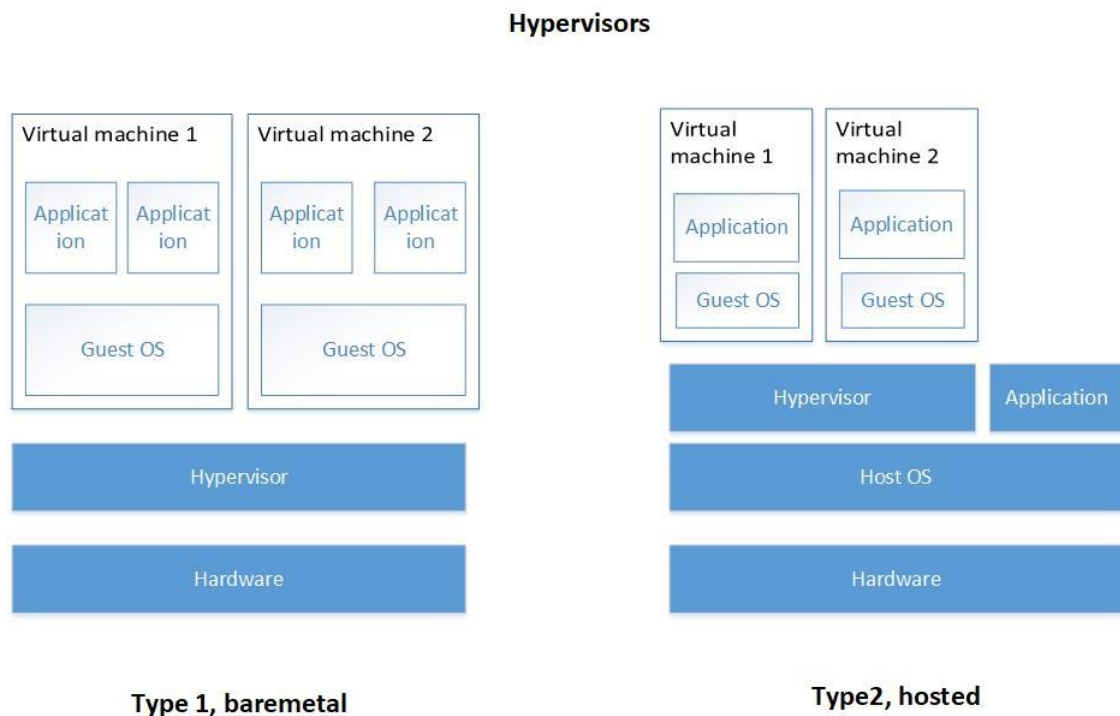 Hypervisors
Virtual machine 1
Applicat
ion
Applicat
ion
Guest OS
Virtual machine 2
Applicat
ion
Applicat
ion
Guest OS
Hypervisor
Hardware
Type 1, baremetal
Virtual
machine 1
Application
Guest OS
Virtual
machine 2
Application
Guest OS
Hypervisor
Application
Host OS
Hardware
Type2, hosted